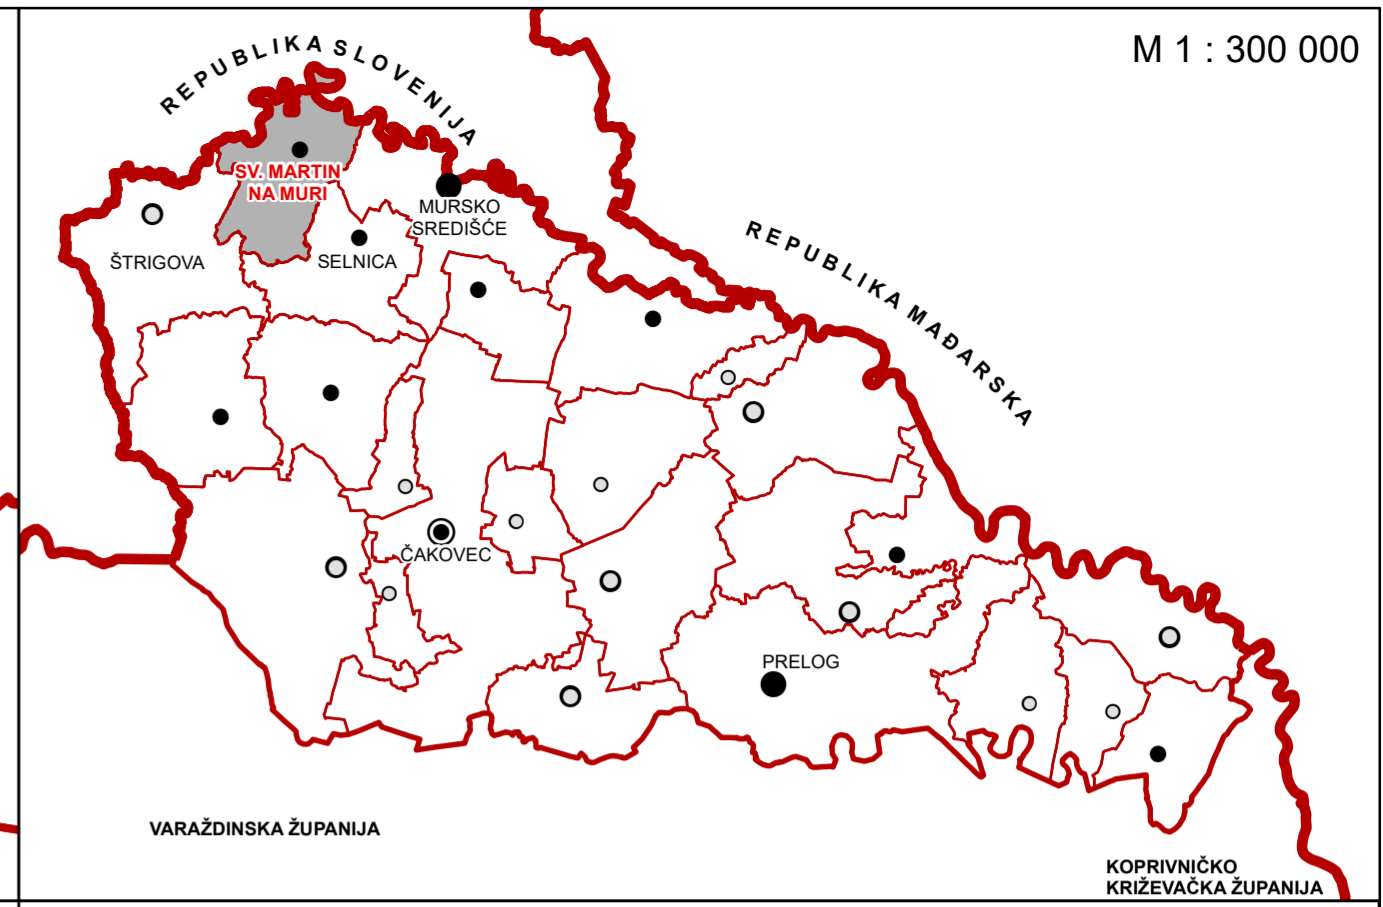 M 1 : 300 000
REPUBLIKA SLOVENIJA
SV. MARTIN
NA MURI
MURSKO
SREDIŠĆE
ŠTRIGOVA
SELNICA
REPUBLIKA MAĐARSKA
ČAKOVEC
PRELOG
VARAŽDINSKA ŽUPANIJA
KOPRIVNIČKO
KRIŽEVAČKA ŽUPANIJA